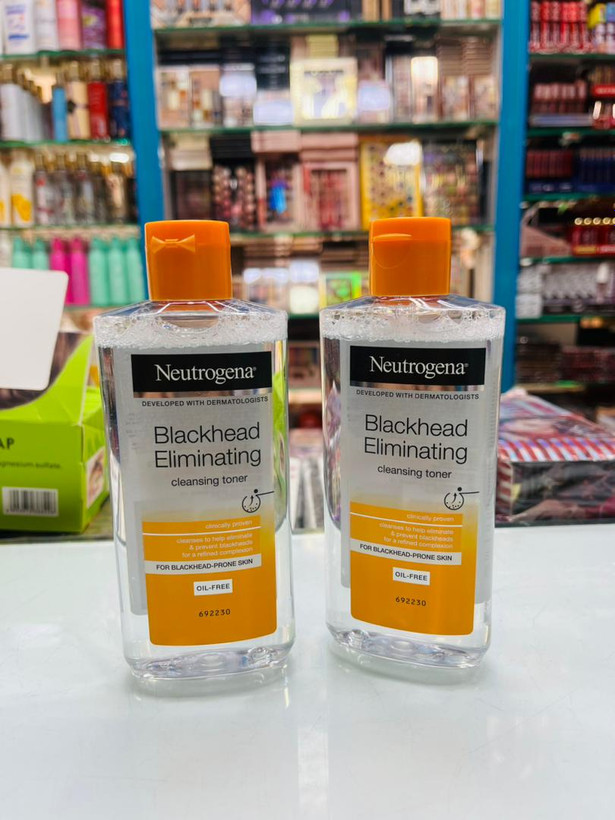 Neutrogena®
DEVELOPED WITH DERMATOLOGISTS
Blackhead
Eliminating
cleansing toner
clinically proven
cleanses to help eliminate
& prevent blackheads
for a refined complexion
FOR BLACKHEAD-PRONE SKIN
OIL-FREE
692230
Neutrogena®
DEVELOPED WITH DERMATOLOGISTS
Blackhead
Eliminating
cleansing toner
clinically proven
cleanses to help eliminate
& prevent blackheads
for a refined complexion
FOR BLACKHEAD-PRONE SKIN
OIL-FREE
692230
AP